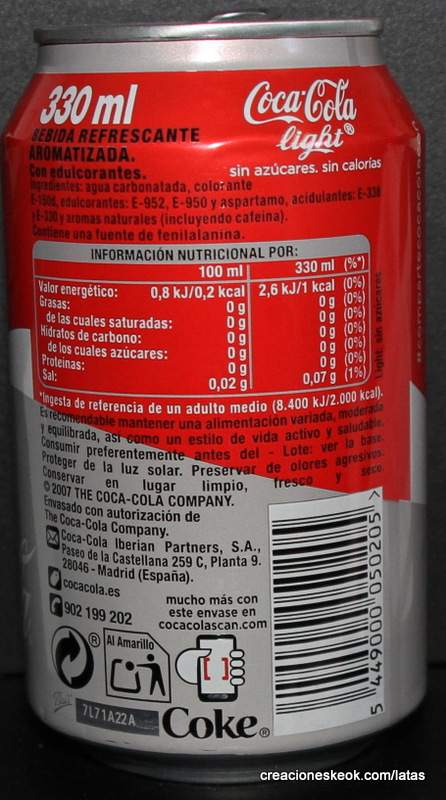 330 ml
Coca-Cola
light®
BEBIDA REFRESCANTE
AROMATIZADA.
Con edulcorantes.
sin azúcares. sin calorías
Ingredientes: agua carbonatada, colorante
E-150d, edulcorantes: E-952, E-950 y aspartamo, acidulantes: E-338
y E-330 y aromas naturales (incluyendo cafeína).
Contiene una fuente de fenilalanina.
INFORMACIÓN NUTRICIONAL POR:
100 ml 330 ml (%*)
Valor energético: 0,8 kJ/0,2 kcal 2,6 kJ/1 kcal (0%)
Grasas: 0 g 0 g (0%)
de las cuales saturadas: 0 g 0 g (0%)
Hidratos de carbono: 0 g 0 g (0%)
de los cuales azúcares: 0 g 0 g (0%)
Proteínas: 0 g 0 g (0%)
Sal: 0,02 g 0,07 g (1%)
*Ingesta de referencia de un adulto medio (8.400 kJ/2.000 kcal).
Es recomendable mantener una alimentación variada, moderada
y equilibrada, así como un estilo de vida activo y saludable.
Consumir preferentemente antes del - Lote: ver la base.
Proteger de la luz solar. Preservar de olores agresivos.
Conservar en lugar limpio, fresco y seco.
© 2007 THE COCA-COLA COMPANY.
Envasado con autorización de
The Coca-Cola Company.
Coca-Cola Iberian Partners, S.A.,
Paseo de la Castellana 259 C, Planta 9.
28046 - Madrid (España).
cocacola.es
902 199 202
mucho más con
este envase en
cocacolascan.com
®
Al Amarillo
7L71A22A
Coke®
5 449000 050205 >
Light. sin azúcares
creacioneskeok.com/latas